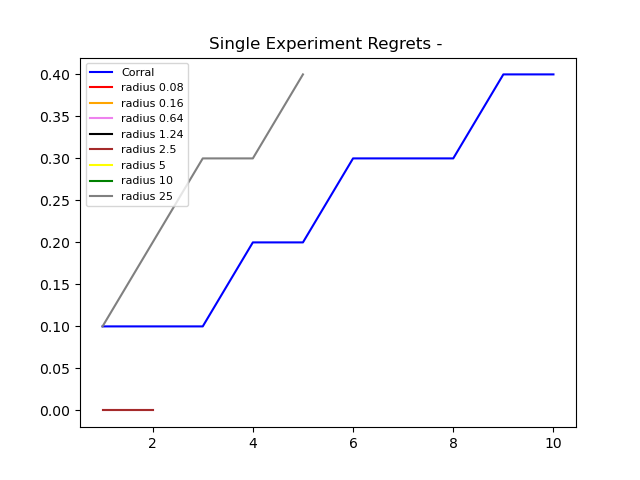 Single Experiment Regrets -
0.40
0.35
0.30
0.25
0.20
0.15
0.10
0.05
0.00
Corral
radius 0.08
radius 0.16
radius 0.64
radius 1.24
radius 2.5
radius 5
radius 10
radius 25
2 4 6 8 10